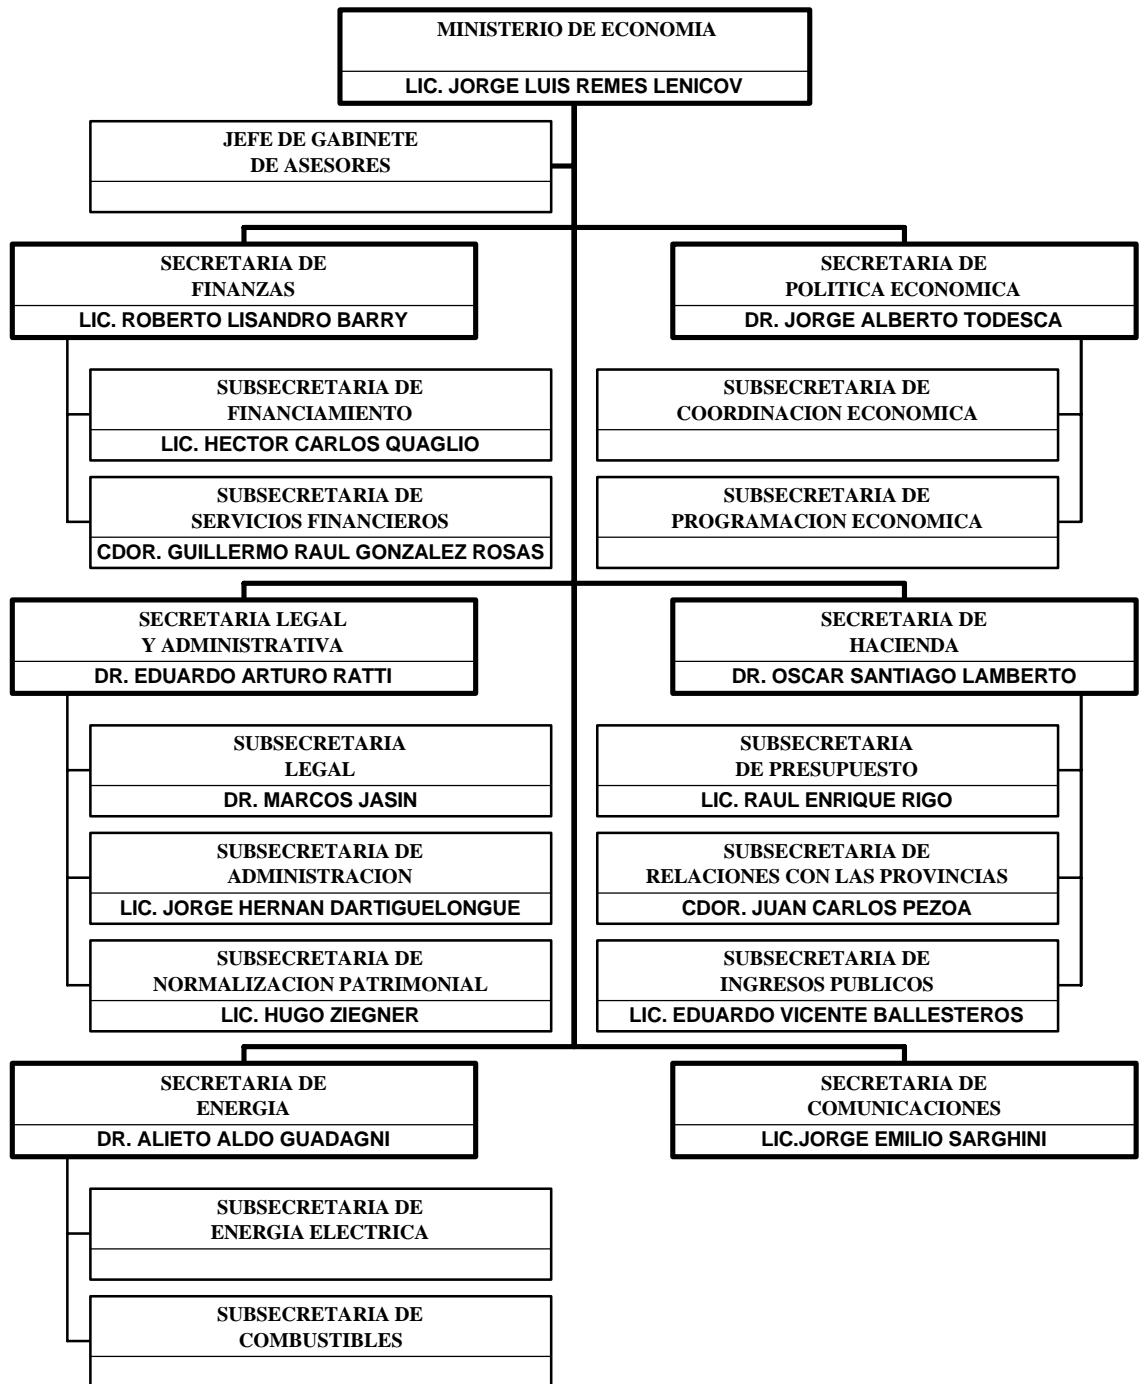 MINISTERIO DE ECONOMIA
LIC. JORGE LUIS REMES LENICOV
JEFE DE GABINETE
DE ASESORES
SECRETARIA DE
FINANZAS
LIC. ROBERTO LISANDRO BARRY
SECRETARIA DE
POLITICA ECONOMICA
DR. JORGE ALBERTO TODESCA
SUBSECRETARIA DE
FINANCIAMIENTO
LIC. HECTOR CARLOS QUAGLIO
SUBSECRETARIA DE
COORDINACION ECONOMICA
SUBSECRETARIA DE
SERVICIOS FINANCIEROS
CDOR. GUILLERMO RAUL GONZALEZ ROSAS
SUBSECRETARIA DE
PROGRAMACION ECONOMICA
SECRETARIA LEGAL
Y ADMINISTRATIVA
DR. EDUARDO ARTURO RATTI
SECRETARIA DE
HACIENDA
DR. OSCAR SANTIAGO LAMBERTO
SUBSECRETARIA
LEGAL
DR. MARCOS JASIN
SUBSECRETARIA
DE PRESUPUESTO
LIC. RAUL ENRIQUE RIGO
SUBSECRETARIA DE
ADMINISTRACION
LIC. JORGE HERNAN DARTIGUELONGUE
SUBSECRETARIA DE
RELACIONES CON LAS PROVINCIAS
CDOR. JUAN CARLOS PEZOA
SUBSECRETARIA DE
NORMALIZACION PATRIMONIAL
LIC. HUGO ZIEGNER
SUBSECRETARIA DE
INGRESOS PUBLICOS
LIC. EDUARDO VICENTE BALLESTEROS
SECRETARIA DE
ENERGIA
DR. ALIETO ALDO GUADAGNI
SECRETARIA DE
COMUNICACIONES
LIC.JORGE EMILIO SARGHINI
SUBSECRETARIA DE
ENERGIA ELECTRICA
SUBSECRETARIA DE
COMBUSTIBLES